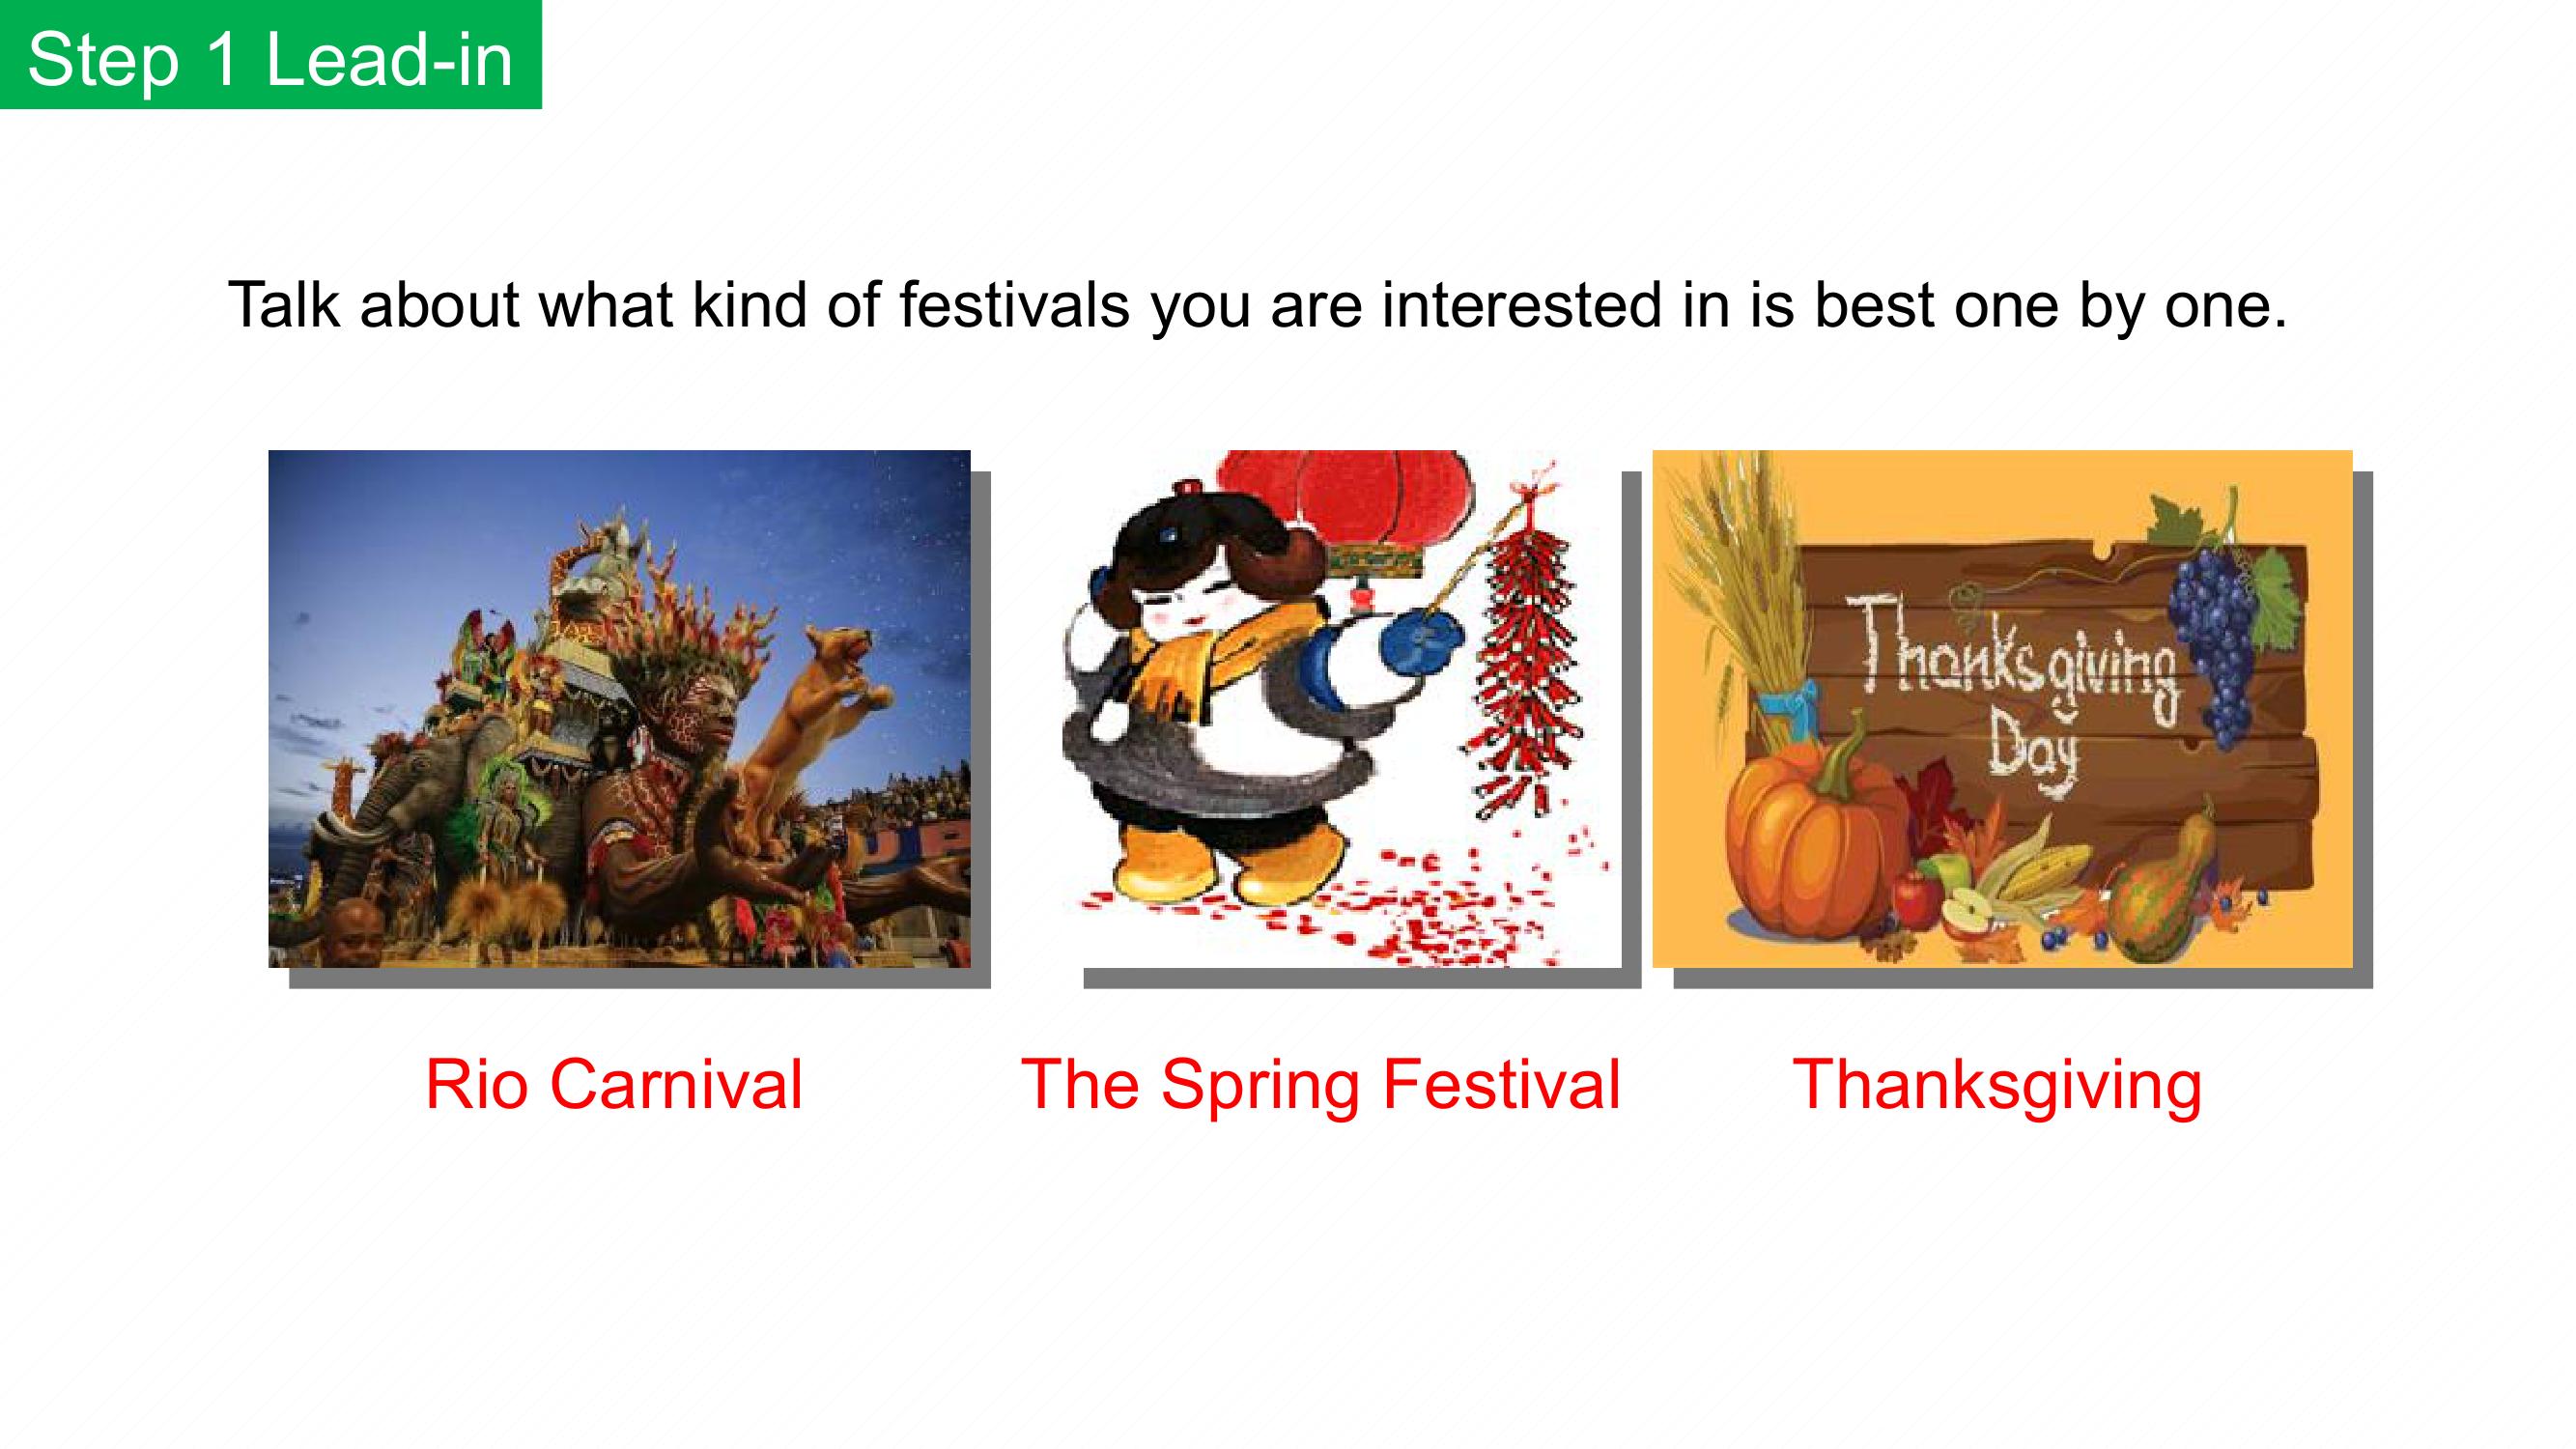 Step 1 Lead-in
Talk about what kind of festivals you are interested in is best one by one.
Thanksgiving
Day
Rio Carnival
The Spring Festival
Thanksgiving